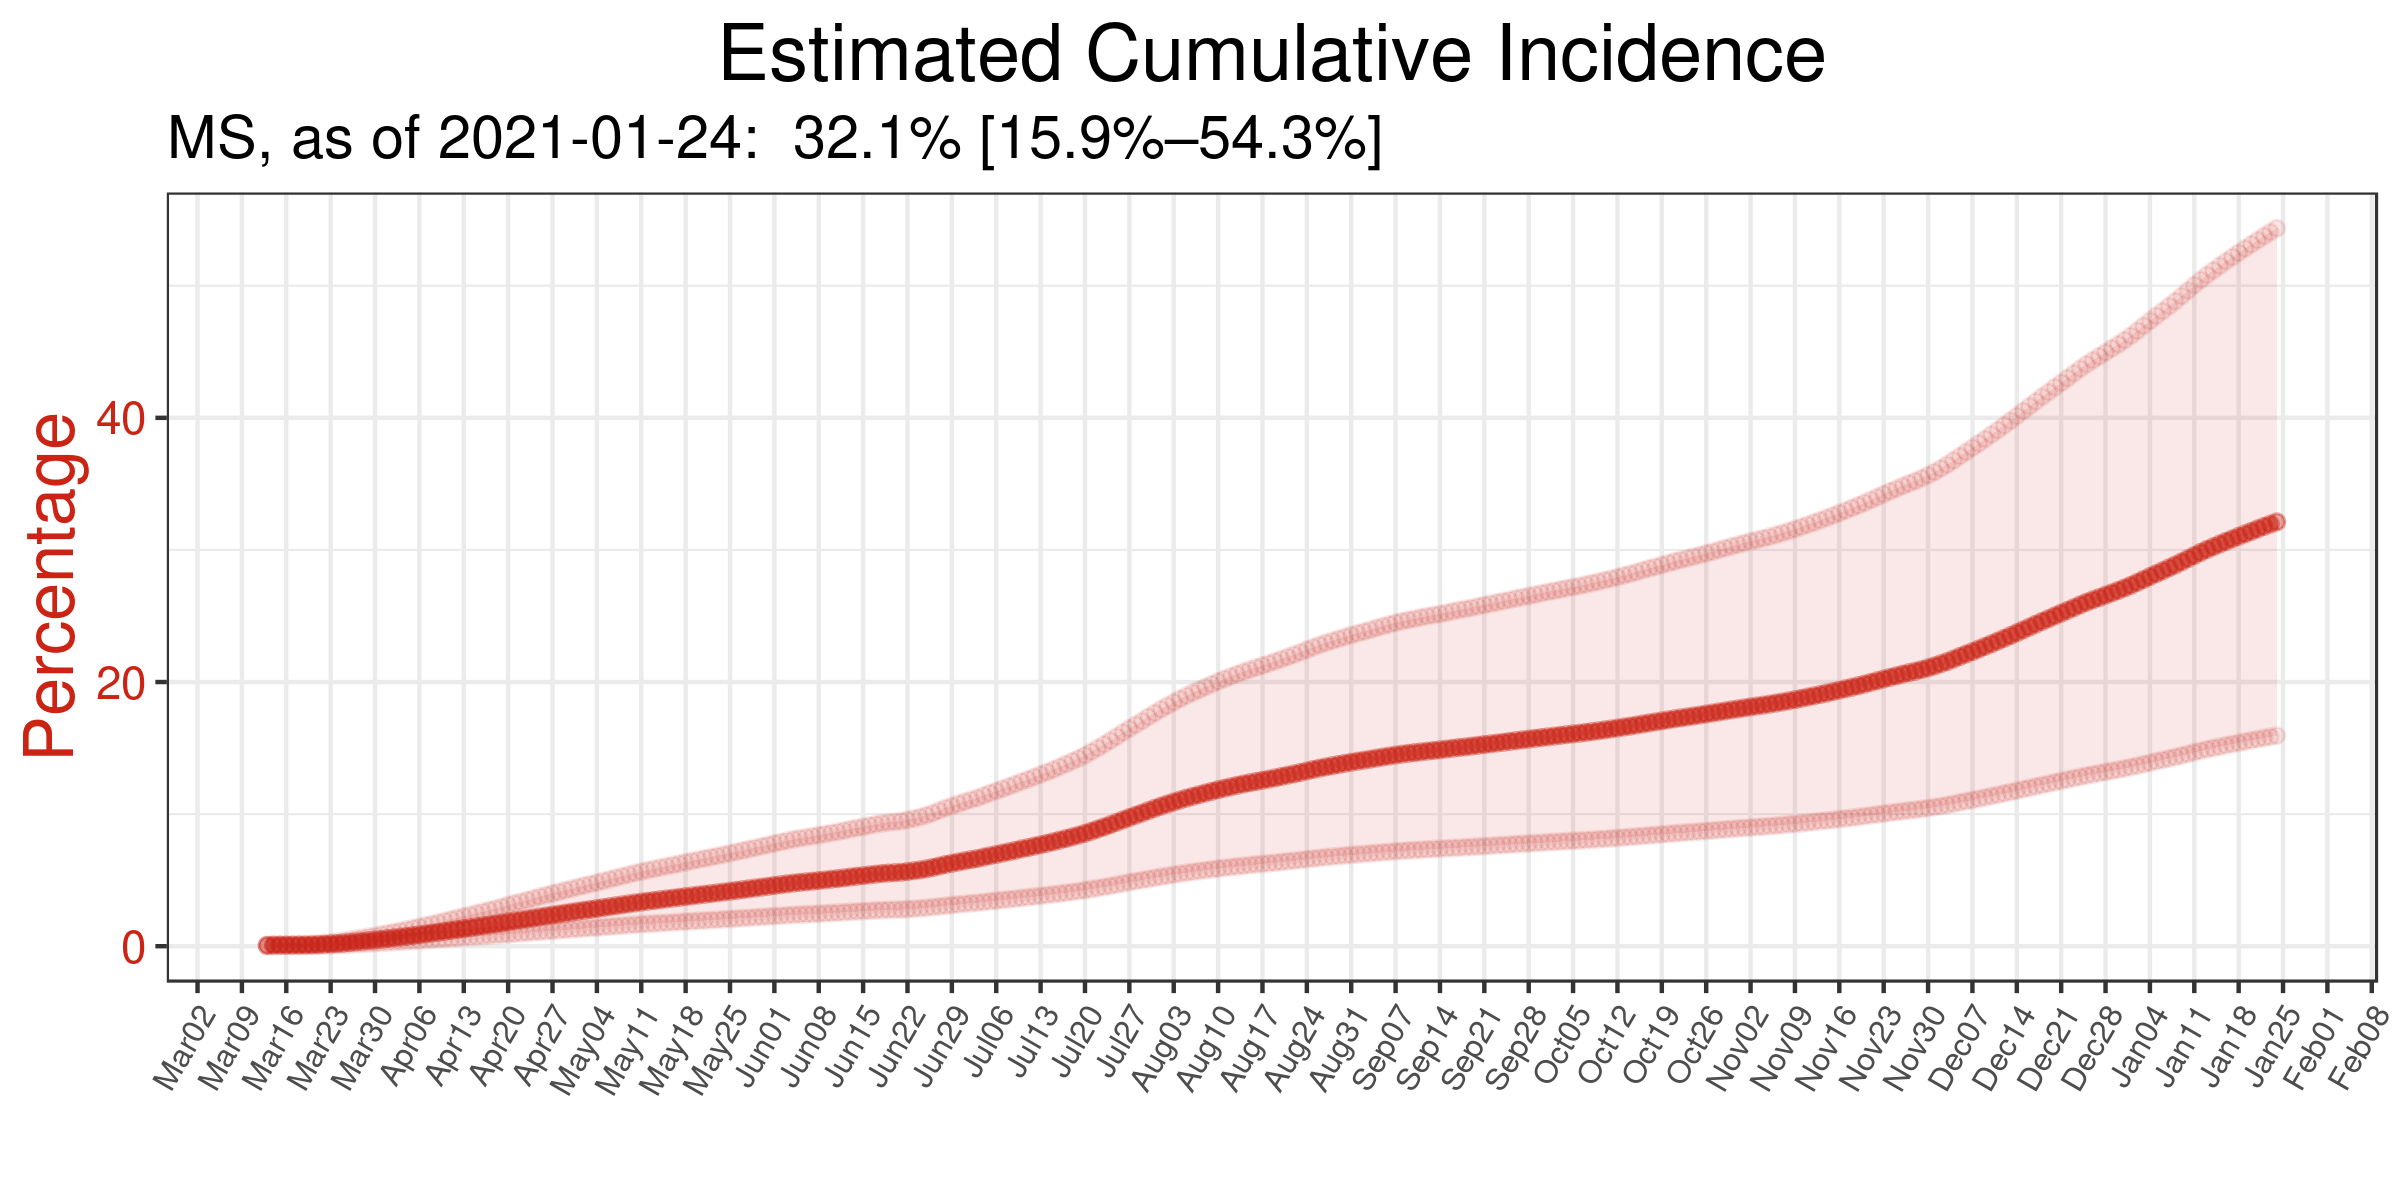 Estimated Cumulative Incidence
MS, as of 2021-01-24:  32.1% [15.9%–54.3%]
Percentage
40
20
0
Mar02 Mar09 Mar16 Mar23 Mar30 Apr06 Apr13 Apr20 Apr27 May04 May11 May18 May25 Jun01 Jun08 Jun15 Jun22 Jun29 Jul06 Jul13 Jul20 Jul27 Aug03 Aug10 Aug17 Aug24 Aug31 Sep07 Sep14 Sep21 Sep28 Oct05 Oct12 Oct19 Oct26 Nov02 Nov09 Nov16 Nov23 Nov30 Dec07 Dec14 Dec21 Dec28 Jan04 Jan11 Jan18 Jan25 Feb01 Feb08